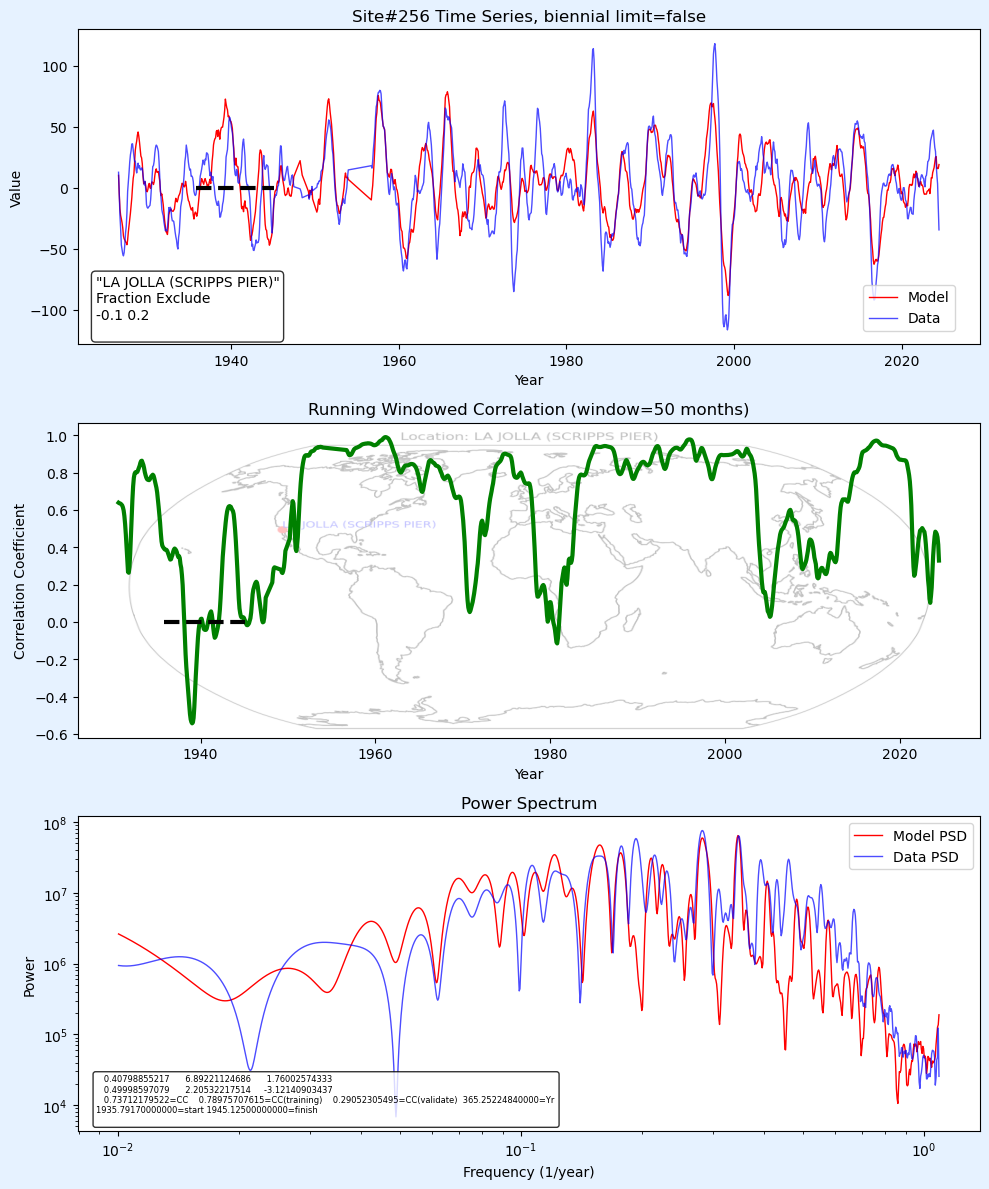 Site#256 Time Series, biennial limit=false
Value
100
50
0
−50
−100
"LA JOLLA (SCRIPPS PIER)"
Fraction Exclude
-0.1 0.2
Model
Data
1940 1960 1980 2000 2020
Year
Running Windowed Correlation (window=50 months)
Correlation Coefficient
1.0
0.8
0.6
0.4
0.2
0.0
−0.2
−0.4
−0.6
Location: LA JOLLA (SCRIPPS PIER)
JOLLA (SCRIPPS PIER)
1940 1960 1980 2000 2020
Year
Power Spectrum
Power
10⁸
10⁷
10⁶
10⁵
10⁴
Model PSD
Data PSD
0.40798855217 6.89221124686 1.76002574333
0.49998597079 2.20532217514 -3.12140903437
0.73712179522=CC 0.78975707615=CC(training) 0.29052305495=CC(validate) 365.25224840000=Yr
1935.79170000000=start 1945.12500000000=finish
10⁻² 10⁻¹ 10⁰
Frequency (1/year)